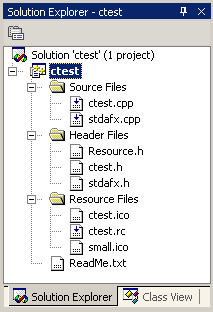 Solution Explorer - ctest
Solution 'ctest' (1 project)
ctest
Source Files
ctest.cpp
stdafx.cpp
Header Files
Resource.h
ctest.h
stdafx.h
Resource Files
ctest.ico
ctest.rc
small.ico
ReadMe.txt
Solution Explorer Class View